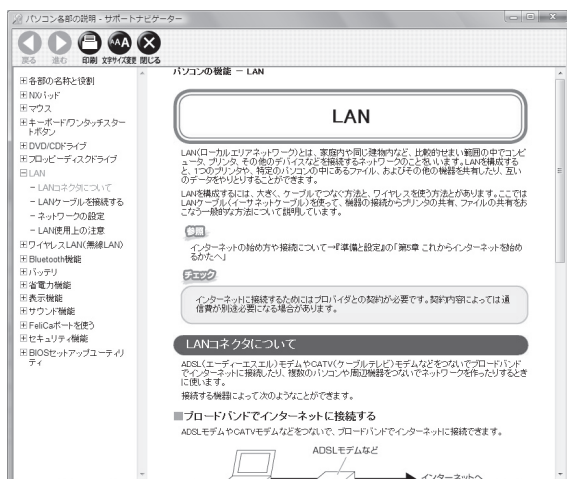 パソコン各部の説明 - サポートナビゲーター
戻る 進む 印刷 文字サイズ変更 閉じる
各部の名称と役割
NXパッド
マウス
キーボード/ワンタッチスター
トボタン
DVD/CDドライブ
フロッピーディスクドライブ
LAN
- LANコネクタについて
- LANケーブルを接続する
- ネットワークの設定
- LAN使用上の注意
ワイヤレスLAN(無線LAN)
Bluetooth機能
バッテリ
省電力機能
表示機能
サウンド機能
FeliCaポートを使う
セキュリティ機能
BIOSセットアップユーティリ
ティ
パソコンの機能 - LAN
LAN
LAN(ローカルエリアネットワーク)とは、家庭内や同じ建物内など、比較的せまい範囲の中でコンピ
ュータ、プリンタ、その他のデバイスなどを接続するネットワークのことをいいます。LANを構成する
と、1つのプリンタや、特定のパソコンの中にあるファイル、およびその他の機器を共有したり、互い
のデータをやりとりすることができます。
LANを構成するには、大きく、ケーブルでつなぐ方法と、ワイヤレスを使う方法とがあります。ここでは
LANケーブル(イーサネットケーブル)を使って、機器の接続からプリンタの共有、ファイルの共有をお
こなう一般的な方法について説明しています。
参照
インターネットの始め方や接続について→『準備と設定』の「第5章 これからインターネットを始め
るかたへ」
チェック
インターネットに接続するためにはプロバイダとの契約が必要です。契約内容によっては通
信費が別途必要になる場合があります。
LANコネクタについて
ADSL(エーディーエスエル)モデムやCATV(ケーブルテレビ)モデムなどをつないでブロードバンド
でインターネットに接続したり、複数のパソコンや周辺機器をつないでネットワークを作ったりするとき
に使います。
接続する機器によって次のようなことができます。
■ブロードバンドでインターネットに接続する
ADSLモデムやCATVモデムなどをつないで、ブロードバンドでインターネットに接続できます。
ADSLモデムなど
インターネットへ